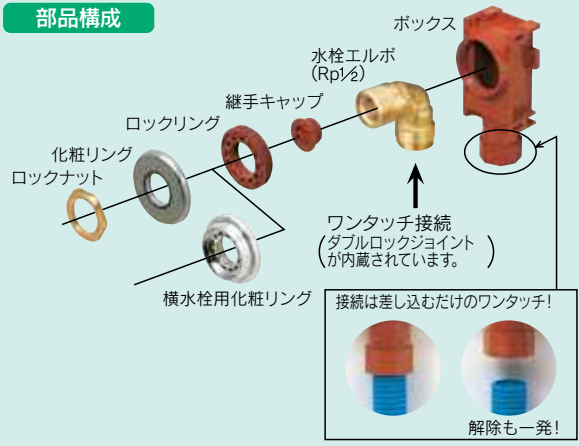 部品構成
ボックス
水栓エルボ
(Rp1/2)
継手キャップ
ロックリング
化粧リング
ロックナット
ワンタッチ接続
(ダブルロックジョイント
が内蔵されています。)
横水栓用化粧リング
接続は差し込むだけのワンタッチ!
解除も一発!